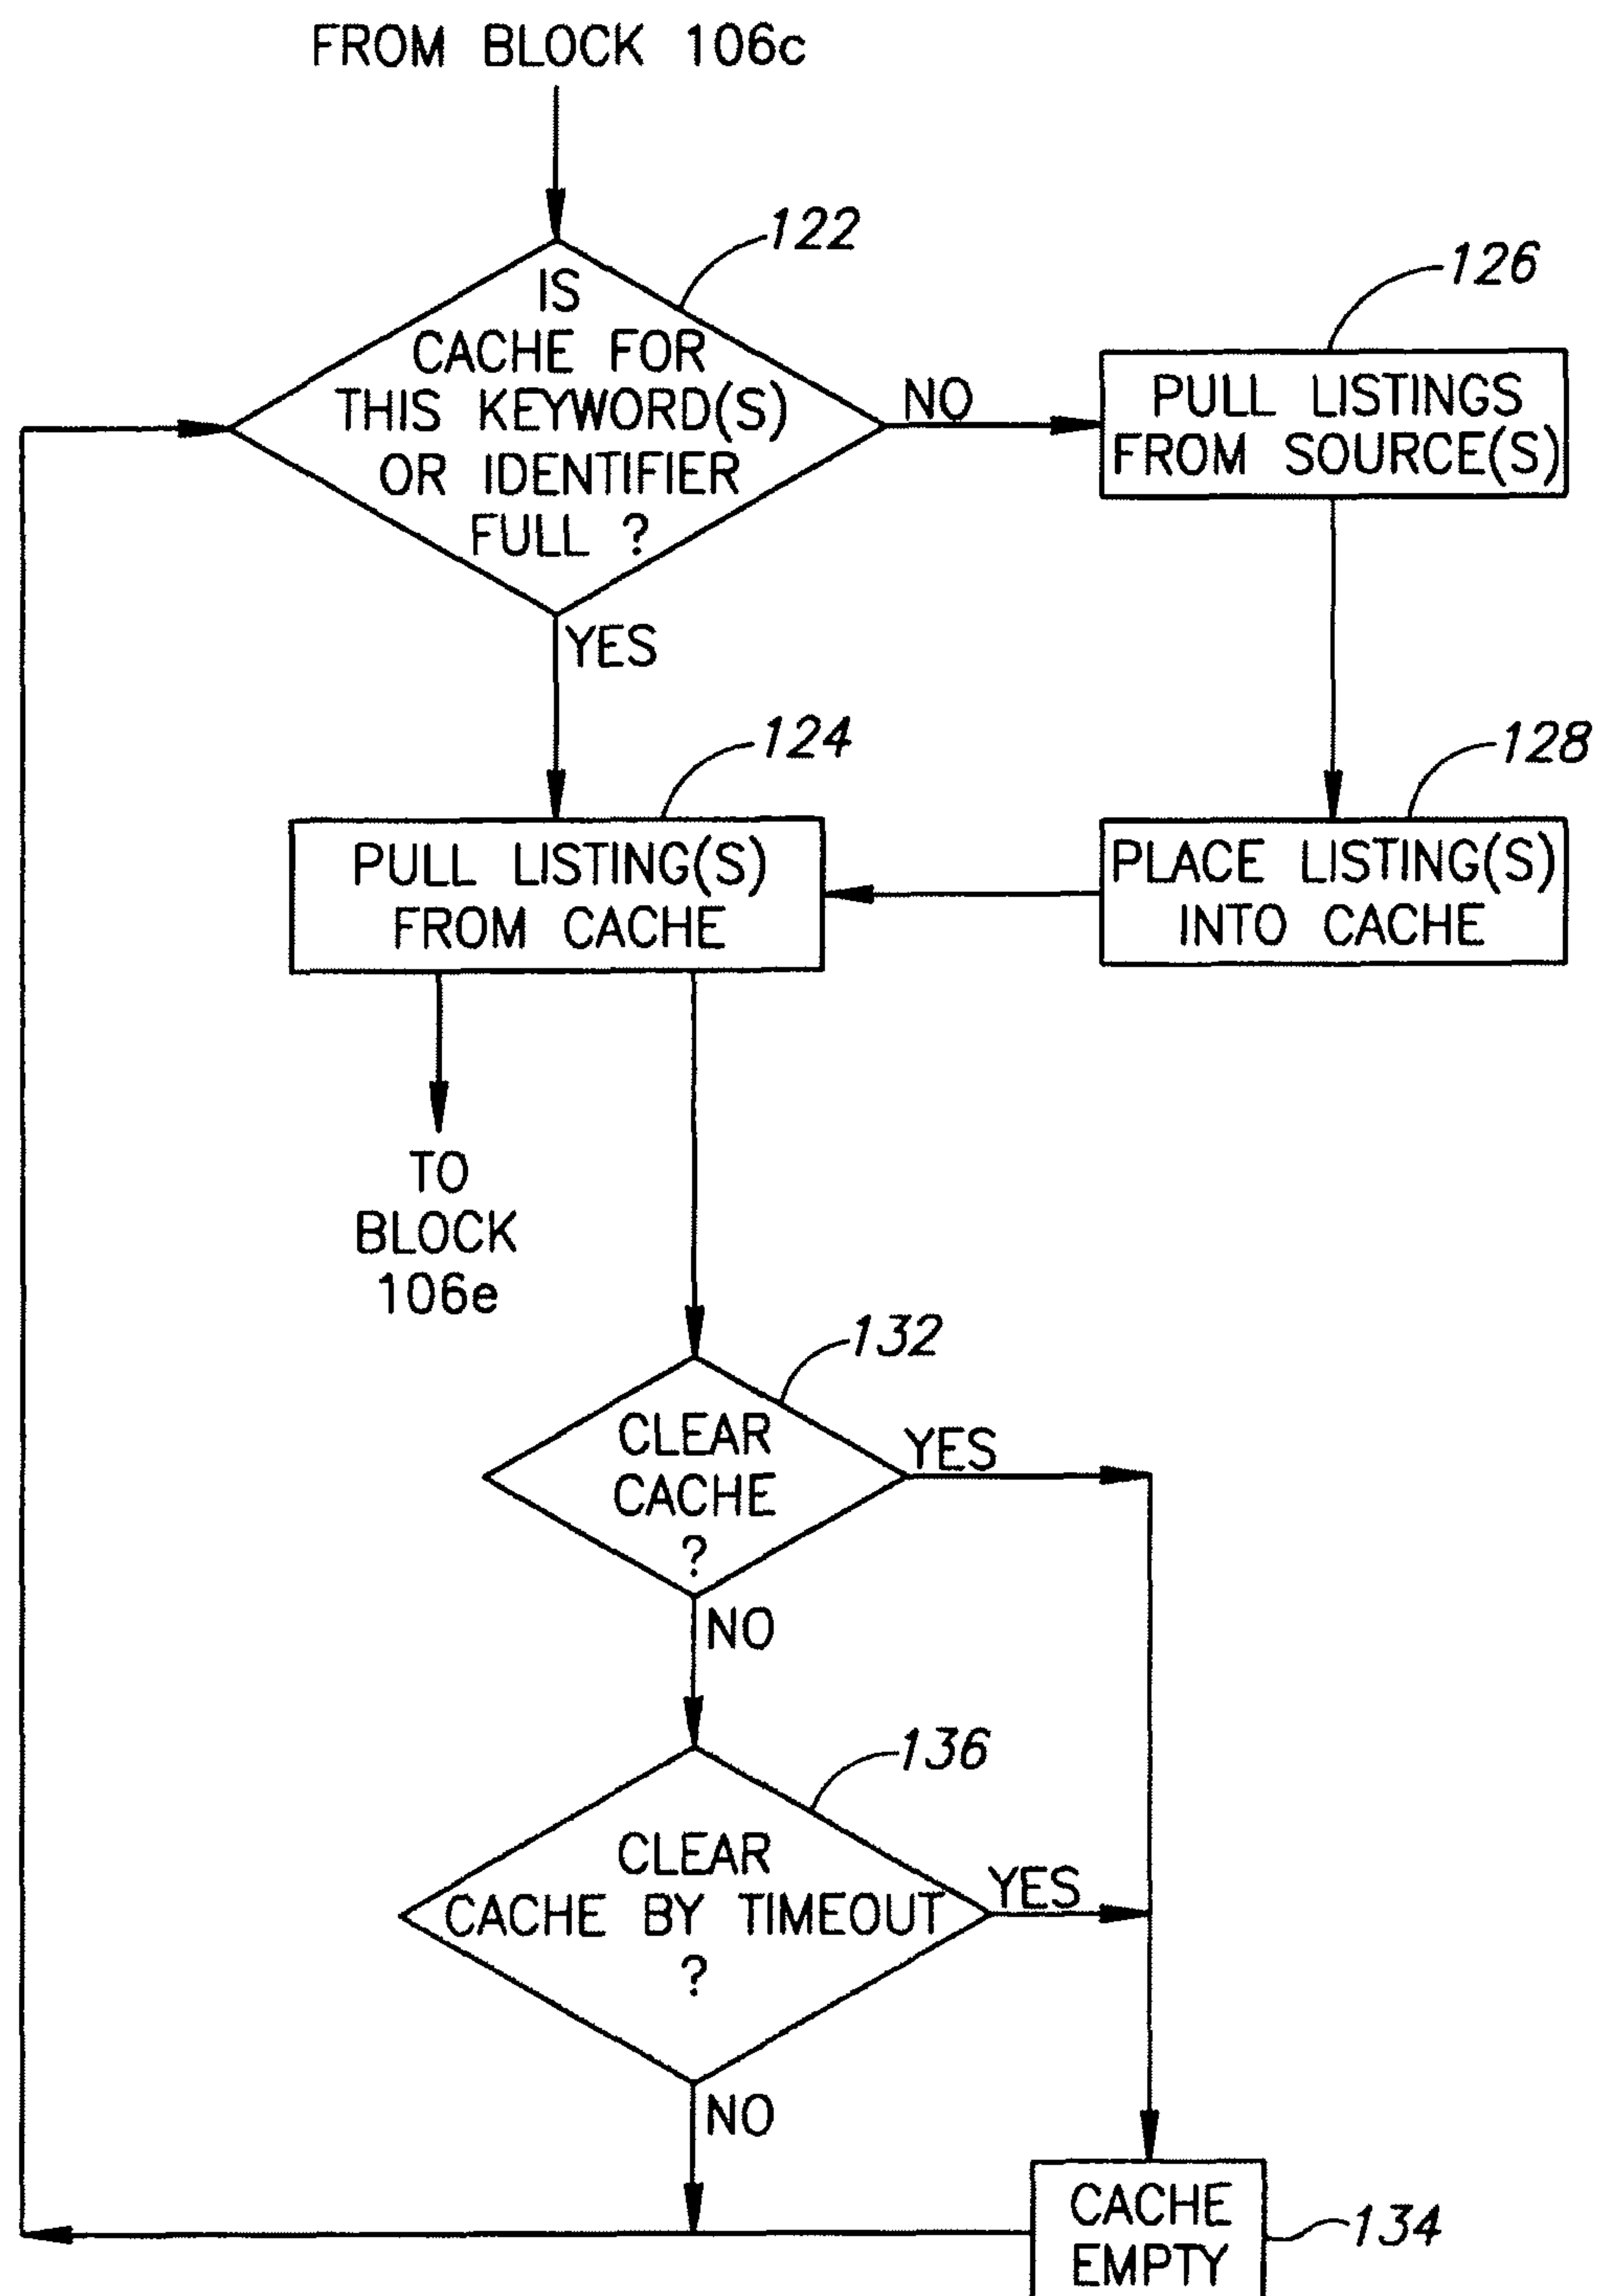 FROM BLOCK 106c
122
IS
CACHE FOR
THIS KEYWORD(S)
OR IDENTIFIER
FULL ?
NO
126
PULL LISTINGS
FROM SOURCE(S)
YES
124
PULL LISTING(S)
FROM CACHE
128
PLACE LISTING(S)
INTO CACHE
TO
BLOCK
106e
132
CLEAR
CACHE
?
YES
NO
136
CLEAR
CACHE BY TIMEOUT
?
YES
NO
CACHE
EMPTY
134